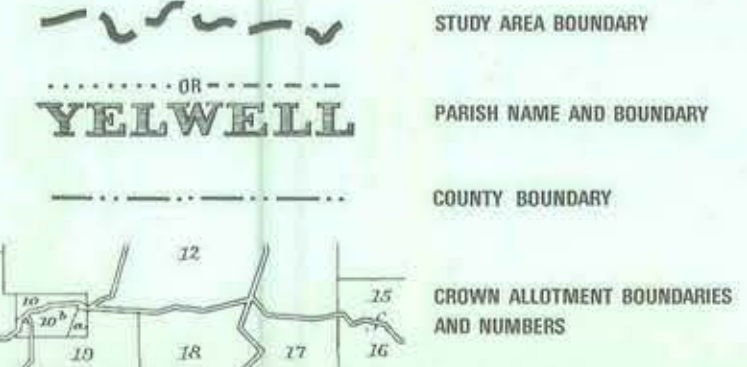 STUDY AREA BOUNDARY
OR
YELWELL
PARISH NAME AND BOUNDARY
COUNTY BOUNDARY
12
10
10b
a
15
c
19
18
17
16
CROWN ALLOTMENT BOUNDARIES
AND NUMBERS